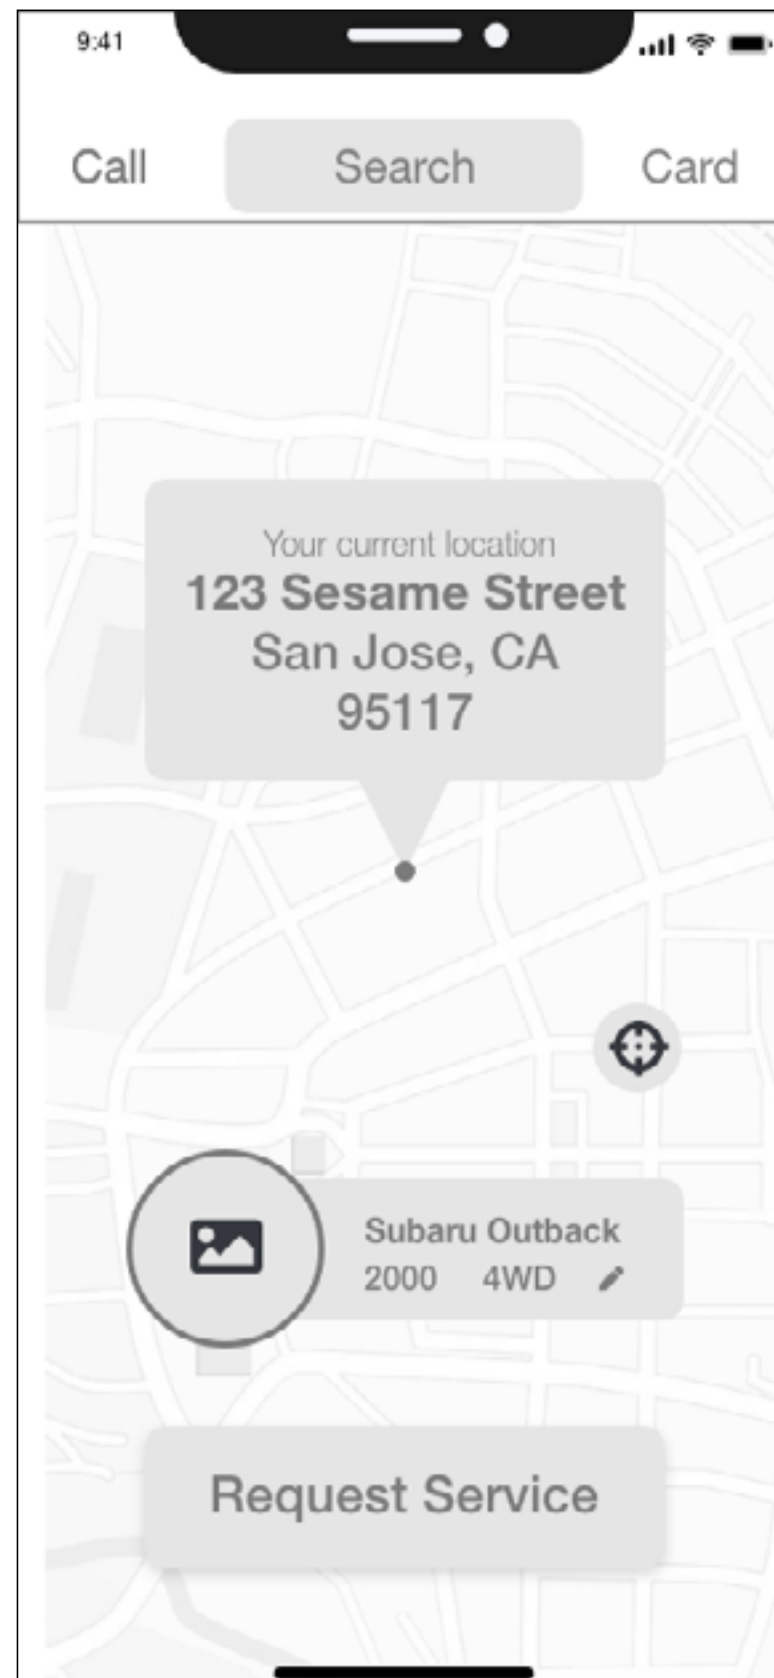 9:41
Call Search Card
Your current location
123 Sesame Street
San Jose, CA
95117
Subaru Outback
2000 4WD
Request Service